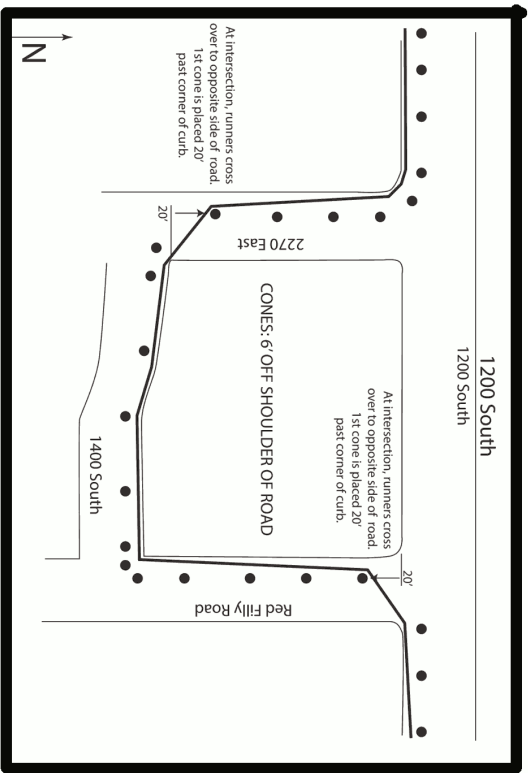 N
At intersection, runners cross
over to opposite side of road.
1st cone is placed 20'
past corner of curb.
20'
2270 East
CONES: 6' OFF SHOULDER OF ROAD
1200 South
1200 South
At intersection, runners cross
over to opposite side of road.
1st cone is placed 20'
past corner of curb.
20'
1400 South
Red Filly Road